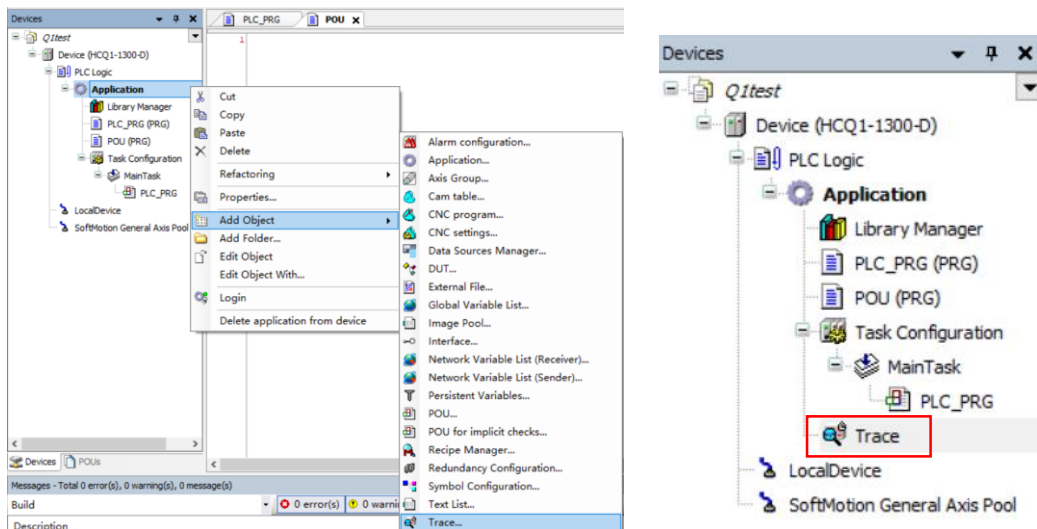 Devices
Q1test
Device (HCQ1-1300-D)
PLC Logic
Application
Library Manager
PLC_PRG (PRG)
POU (PRG)
Task Configuration
MainTask
PLC_PRG
LocalDevice
SoftMotion General Axis Pool
Devices
POUs
PLC_PRG
POU
1
Cut
Copy
Paste
Delete
Refactoring
Properties...
Add Object
Add Folder...
Edit Object
Edit Object With...
Login
Delete application from device
Alarm configuration...
Application...
Axis Group...
Cam table...
CNC program...
CNC settings...
Data Sources Manager...
DUT...
External File...
Global Variable List...
Image Pool...
Interface...
Network Variable List (Receiver)...
Network Variable List (Sender)...
Persistent Variables...
POU...
POU for implicit checks...
Recipe Manager...
Redundancy Configuration...
Symbol Configuration...
Text List...
Trace...
Messages - Total 0 error(s), 0 warning(s), 0 message(s)
Build
0 error(s)
0 warni
Description
Devices
Q1test
Device (HCQ1-1300-D)
PLC Logic
Application
Library Manager
PLC_PRG (PRG)
POU (PRG)
Task Configuration
MainTask
PLC_PRG
Trace
LocalDevice
SoftMotion General Axis Pool